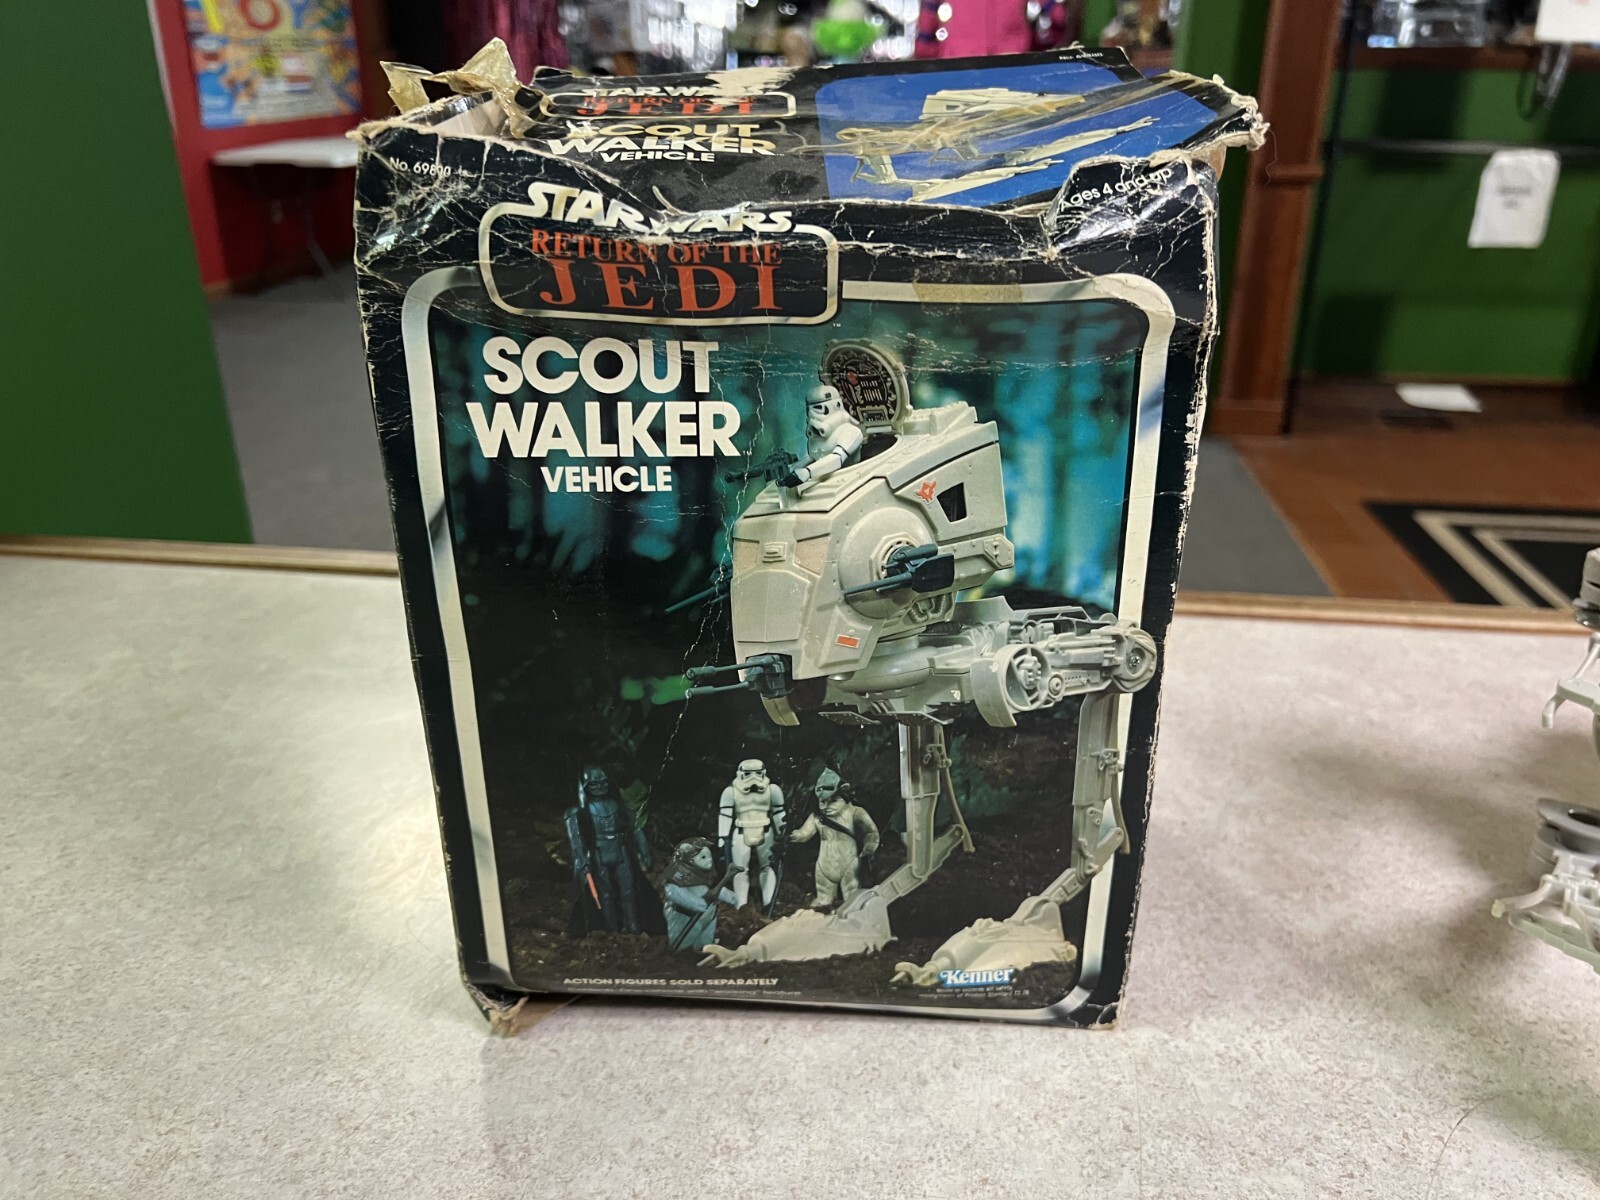 STAR WARS
RETURN OF THE
JEDI
SCOUT
WALKER
VEHICLE
No. 69800
Ages 4 and up
STAR WARS
RETURN OF THE
JEDI
SCOUT
WALKER
VEHICLE
ACTION FIGURES SOLD SEPARATELY
Kenner